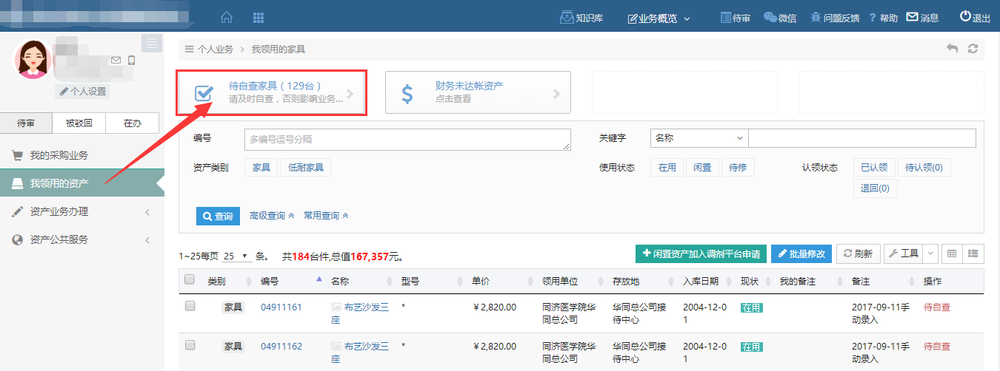 知识库 业务概览 待审 微信 问题反馈 ? 帮助 消息 退出
个人设置
待审 被驳回 在办
我的采购业务
我领用的资产
资产业务办理
资产公共服务
个人业务 > 我领用的家具
待自查家具（129台）
请及时自查，否则影响业务...
财务未达帐资产
点击查看
编号 多编号逗号分隔 关键字 名称
资产类别 家具 低耐家具 使用状态 在用 闲置 待修 认领状态 已认领 待认领(0)
退回(0)
查询 高级查询 常用查询
1~25每页 25 条。 共184台件,总值167,357元。 闲置资产加入调剂平台申请 批量修改 刷新 工具
类别 编号 名称 型号 单价 领用单位 存放地 入库日期 现状 我的备注 备注 操作
家具 04911161 布艺沙发三 * ￥2,820.00 同济医学院华 华同总公司接 2004-12-0 在用 2017-09-11手 待自查
座 同总公司 待中心 1 动录入
家具 04911162 布艺沙发三 * ￥2,820.00 同济医学院华 华同总公司接 2004-12-0 在用 2017-09-11手 待自查
座 同总公司 待中心 1 动录入